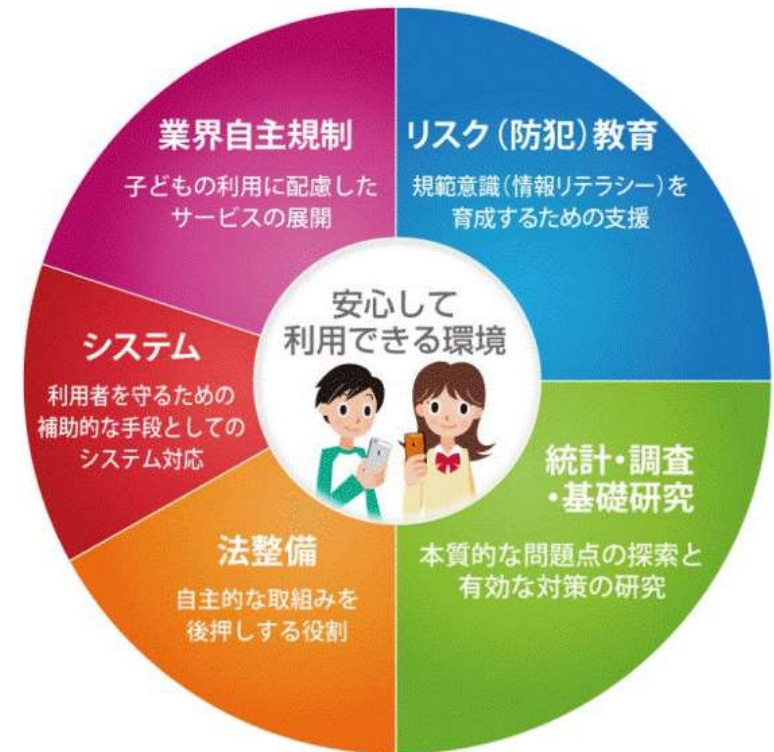 業界自主規制
子どもの利用に配慮した
サービスの展開
リスク(防犯)教育
規範意識(情報リテラシー)を
育成するための支援
安心して
利用できる環境
システム
利用者を守るための
補助的な手段としての
システム対応
統計・調査
・基礎研究
本質的な問題点の探索と
有効な対策の研究
法整備
自主的な取組みを
後押しする役割